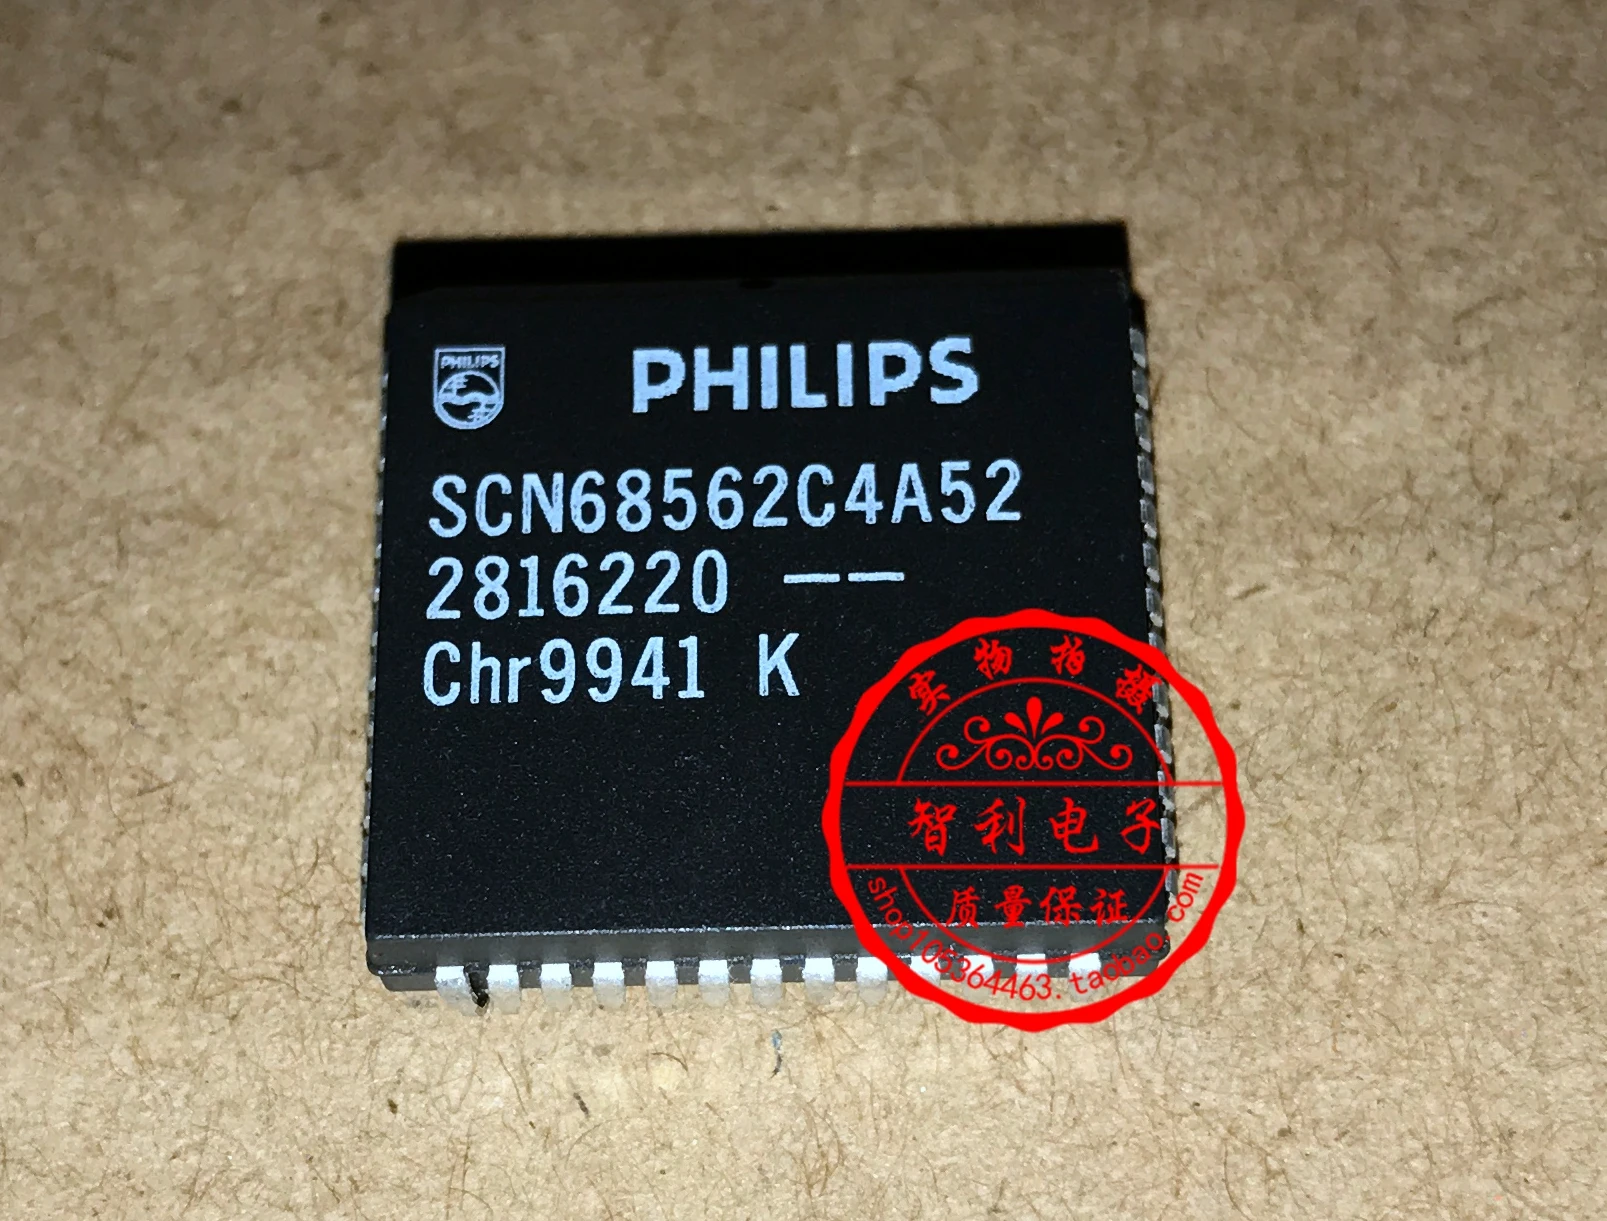 PHILIPS
PHILIPS
SCN68562C4A52
2816220 ——
Chr9941 K
实物拍摄
智利电子
质量保证
shop105364463.taobao.com